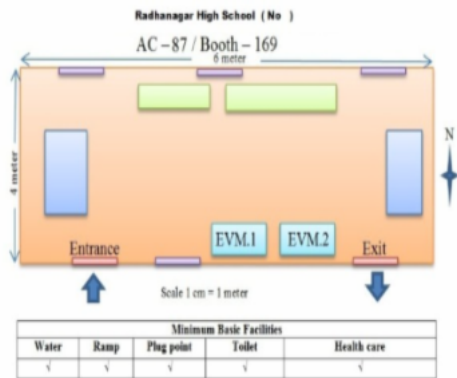 Radhanagar High School ( No )
AC – 87 / Booth – 169
6 meter
4 meter
N
EVM.1 EVM.2
Entrance Exit
Scale 1 cm = 1 meter
Minimum Basic Facilities
Water Ramp Plug point Toilet Health care
√ √ √ √ √